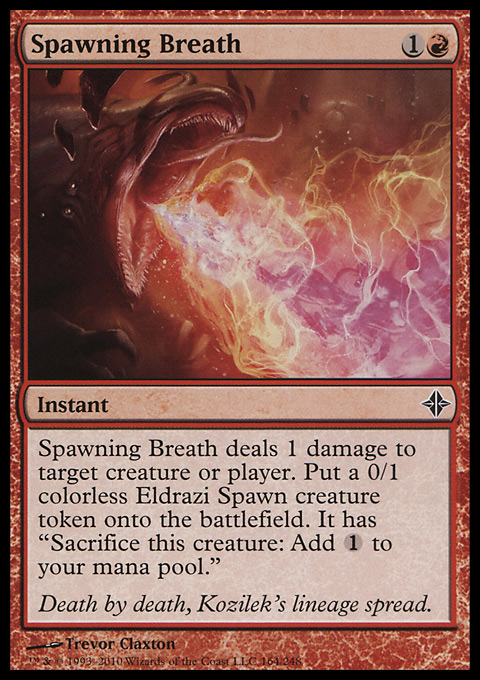 Spawning Breath 1
Instant
Spawning Breath deals 1 damage to
target creature or player. Put a 0/1
colorless Eldrazi Spawn creature
token onto the battlefield. It has
“Sacrifice this creature: Add 1 to
your mana pool.”
Death by death, Kozilek’s lineage spread.
Trevor Claxton
™ & © 1993–2010 Wizards of the Coast LLC 164/248